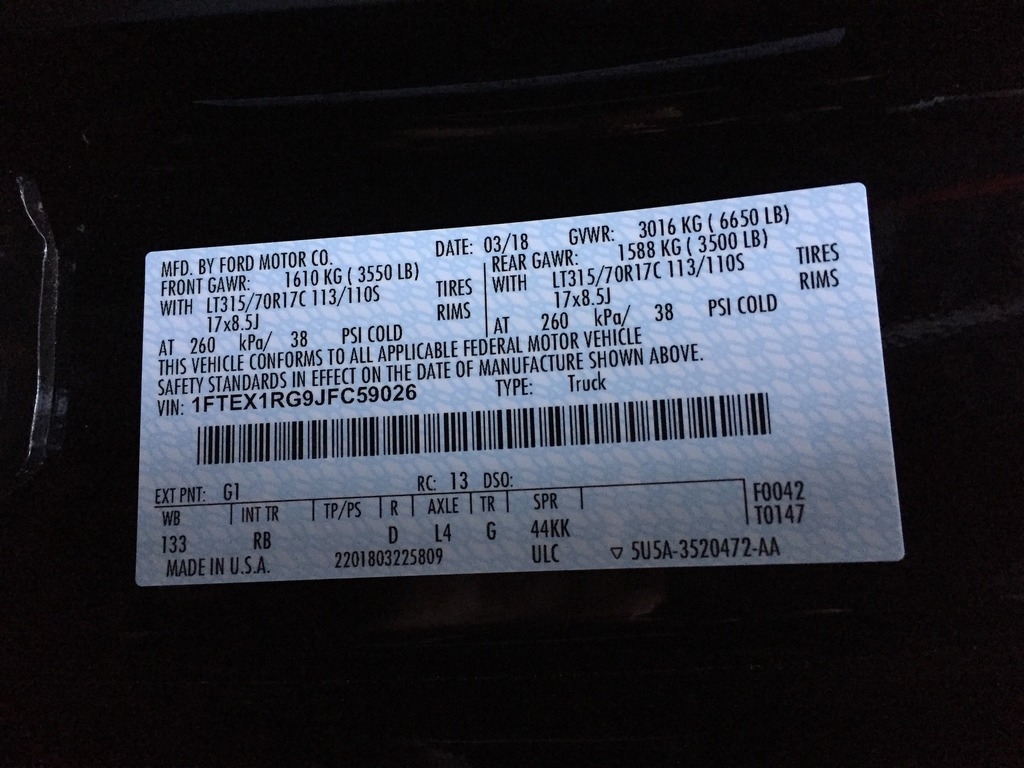 MFD. BY FORD MOTOR CO. DATE: 03/18 GVWR: 3016 KG ( 6650 LB)
FRONT GAWR: 1610 KG ( 3550 LB) REAR GAWR: 1588 KG ( 3500 LB)
WITH LT315/70R17C 113/110S TIRES WITH LT315/70R17C 113/110S TIRES
17x8.5J RIMS 17x8.5J RIMS
AT 260 kPa/ 38 PSI COLD AT 260 kPa/ 38 PSI COLD
THIS VEHICLE CONFORMS TO ALL APPLICABLE FEDERAL MOTOR VEHICLE
SAFETY STANDARDS IN EFFECT ON THE DATE OF MANUFACTURE SHOWN ABOVE.
VIN: 1FTEX1RG9JFC59026 TYPE: Truck
EXT PNT: G1 RC: 13 DSO:
WB INT TR TP/PS R AXLE TR SPR F0042
133 RB D L4 G 44KK T0147
MADE IN U.S.A. 2201803225809 ULC ▽ 5U5A-3520472-AA